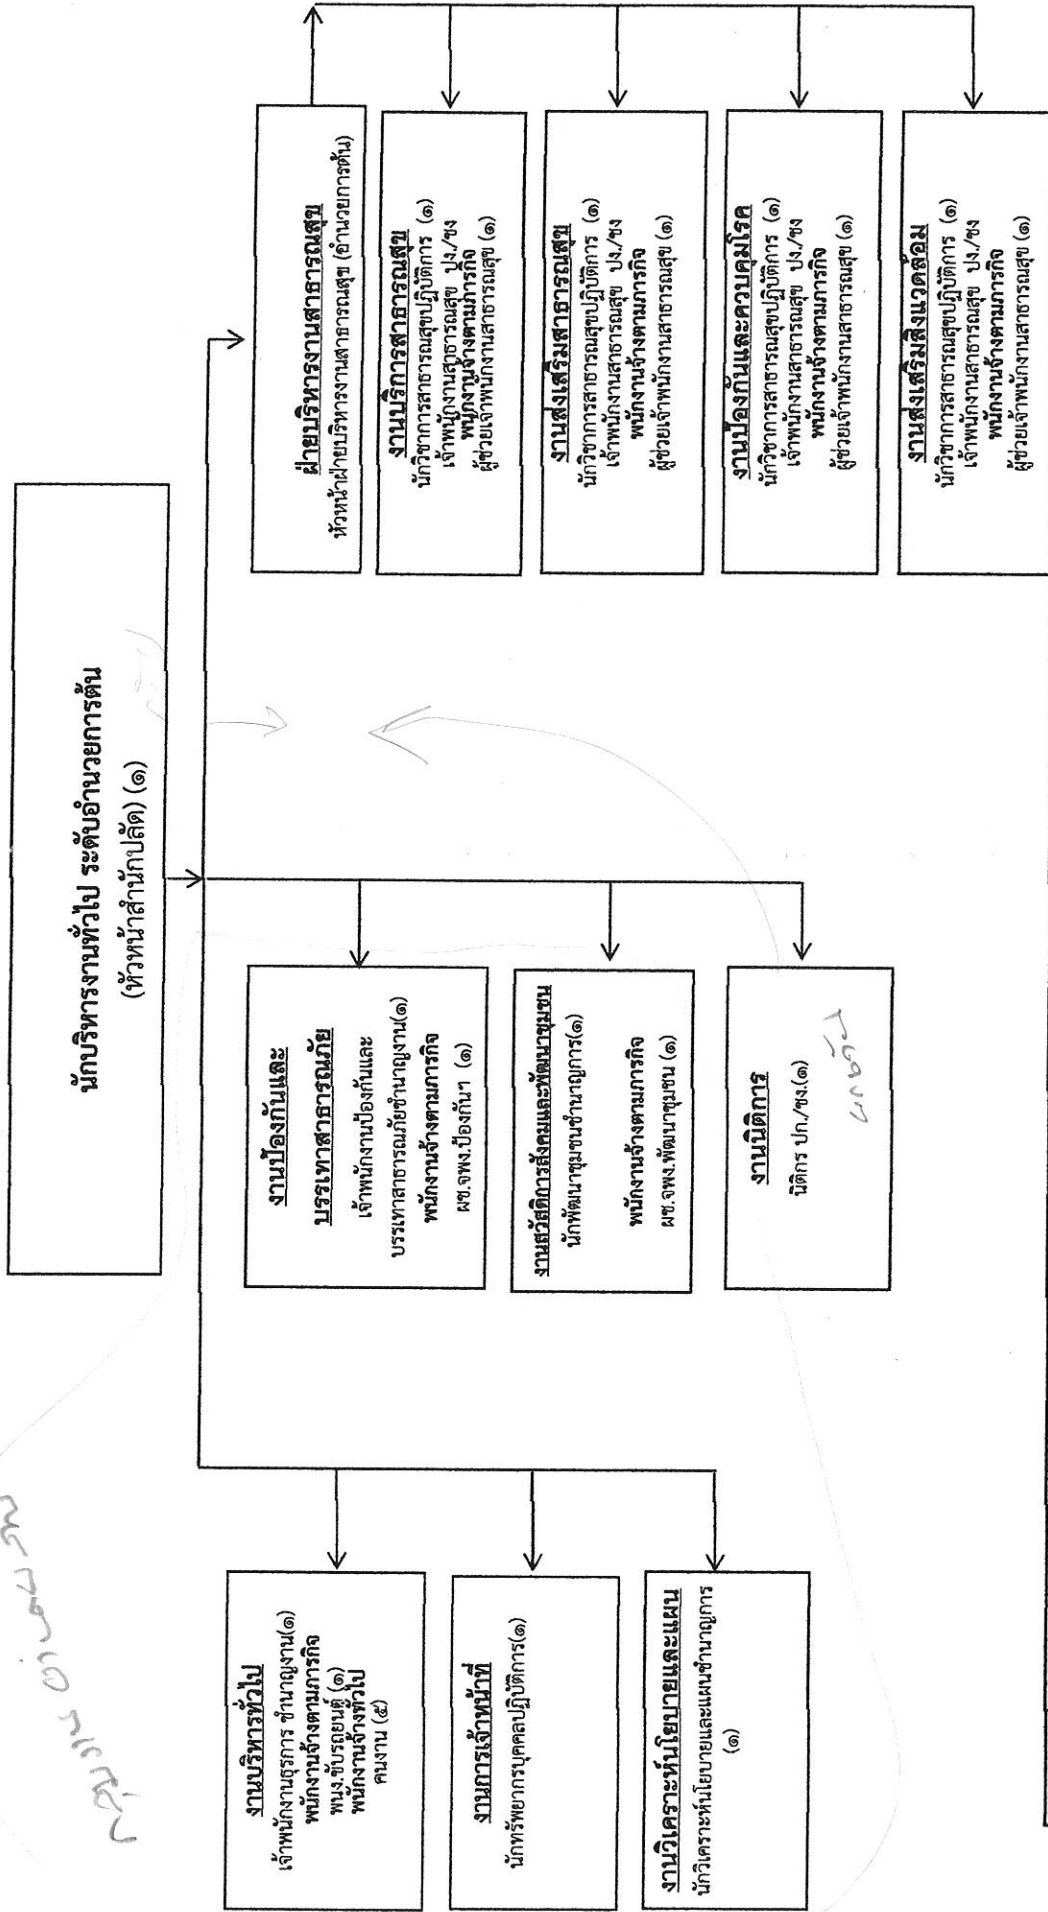 นักบริหารงานทั่วไป ระดับอำนวยการต้น
(หัวหน้าสำนักปลัด) (๑)
งานบริหารทั่วไป
เจ้าพนักงานธุรการ ชำนาญงาน(๑)
พนักงานจ้างตามภารกิจ
พนง.ขับรถยนต์ (๑)
พนักงานจ้างทั่วไป
คนงาน (๕)
งานการเจ้าหน้าที่
นักทรัพยากรบุคคลปฏิบัติการ(๑)
งานวิเคราะห์นโยบายและแผน
นักวิเคราะห์นโยบายและแผนชำนาญการ
(๑)
งานป้องกันและ
บรรเทาสาธารณภัย
เจ้าพนักงานป้องกันและ
บรรเทาสาธารณภัยชำนาญงาน(๑)
พนักงานจ้างตามภารกิจ
ผช.จพง.ป้องกันฯ (๑)
งานสวัสดิการสังคมและพัฒนาชุมชน
นักพัฒนาชุมชนชำนาญการ(๑)
พนักงานจ้างตามภารกิจ
ผช.จพง.พัฒนาชุมชน (๑)
งานนิติการ
นิติกร ปก./ชง.(๑)
ฝ่ายบริหารงานสาธารณสุข
หัวหน้าฝ่ายบริหารงานสาธารณสุข (อำนวยการต้น)
งานบริการสาธารณสุข
นักวิชาการสาธารณสุขปฏิบัติการ (๑)
เจ้าพนักงานสาธารณสุข ปง./ชง
พนักงานจ้างตามภารกิจ
ผู้ช่วยเจ้าพนักงานสาธารณสุข (๑)
งานส่งเสริมสาธารณสุข
นักวิชาการสาธารณสุขปฏิบัติการ (๑)
เจ้าพนักงานสาธารณสุข ปง./ชง
พนักงานจ้างตามภารกิจ
ผู้ช่วยเจ้าพนักงานสาธารณสุข (๑)
งานป้องกันและควบคุมโรค
นักวิชาการสาธารณสุขปฏิบัติการ (๑)
เจ้าพนักงานสาธารณสุข ปง./ชง
พนักงานจ้างตามภารกิจ
ผู้ช่วยเจ้าพนักงานสาธารณสุข (๑)
งานส่งเสริมสิ่งแวดล้อม
นักวิชาการสาธารณสุขปฏิบัติการ (๑)
เจ้าพนักงานสาธารณสุข ปง./ชง
พนักงานจ้างตามภารกิจ
ผู้ช่วยเจ้าพนักงานสาธารณสุข (๑)